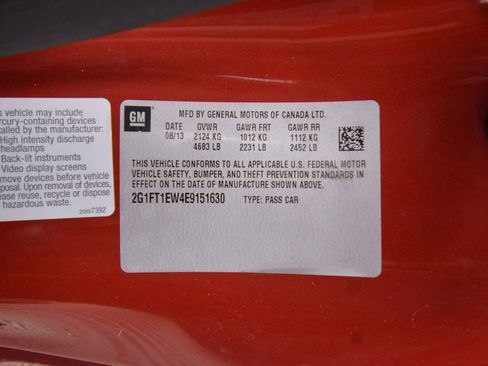 s vehicle may include
rcury-containing devices
talled by the manufacturer:
High intensity discharge
headlamps
Back-lit instruments
Video display screens
move devices before vehicle
posal. Upon removal of devices,
ease reuse, recycle or dispose
hazardous waste.
20887392
GM
MFD BY GENERAL MOTORS OF CANADA LTD.
DATE GVWR GAWR FRT GAWR RR
08/13 2124 KG 1012 KG 1112 KG
4683 LB 2231 LB 2452 LB
THIS VEHICLE CONFORMS TO ALL APPLICABLE U.S. FEDERAL MOTOR
VEHICLE SAFETY, BUMPER, AND THEFT PREVENTION STANDARDS IN
EFFECT ON THE DATE OF MANUFACTURE SHOWN ABOVE.
2G1FT1EW4E9151630 TYPE: PASS CAR